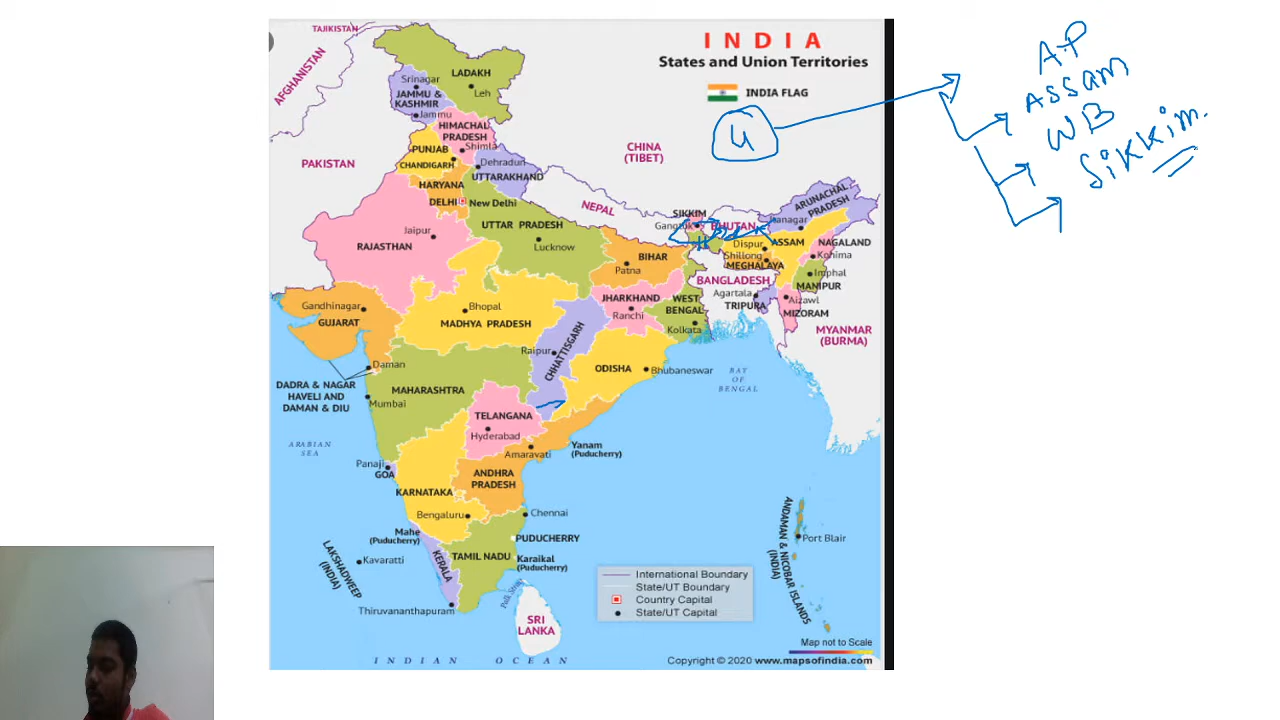 TAJIKISTAN
AFGHANISTAN
INDIA
States and Union Territories
INDIA FLAG
LADAKH
Leh
Srinagar
JAMMU &
KASHMIR
Jammu
HIMACHAL
PRADESH
Shimla
PUNJAB
CHANDIGARH
Dehradun
UTTARAKHAND
HARYANA
DELHI
New Delhi
PAKISTAN
CHINA
(TIBET)
NEPAL
4
A.P
Assam
WB
Sikkim.
SIKKIM
BHUTAN
ARUNACHAL
PRADESH
UTTAR PRADESH
Lucknow
Jaipur
RAJASTHAN
BIHAR
Patna
Dispur
ASSAM
Shillong
MEGHALAYA
NAGALAND
Kohima
Imphal
MANIPUR
BANGLADESH
Agartala
TRIPURA
Aizawl
MIZORAM
MYANMAR
(BURMA)
Gandhinagar
GUJARAT
Bhopal
MADHYA PRADESH
JHARKHAND
Ranchi
WEST
BENGAL
Kolkata
CHHATTISGARH
Raipur
ODISHA
Bhubaneswar
BAY
OF
BENGAL
Daman
DADRA & NAGAR
HAVELI AND
DAMAN & DIU
MAHARASHTRA
Mumbai
ARABIAN
SEA
TELANGANA
Hyderabad
Amaravati
Yanam
(Puducherry)
Panaji
GOA
ANDHRA
PRADESH
KARNATAKA
Bengaluru
Chennai
Mahe
(Puducherry)
PUDUCHERRY
LAKSHADWEEP
(INDIA)
Kavaratti
KERALA
TAMIL NADU
Karaikal
(Puducherry)
Palk Strait
Thiruvananthapuram
SRI
LANKA
ANDAMAN & NICOBAR ISLANDS
(INDIA)
Port Blair
International Boundary
State/UT Boundary
Country Capital
State/UT Capital
Map not to Scale
INDIAN OCEAN
Copyright © 2020 www.mapsofindia.com